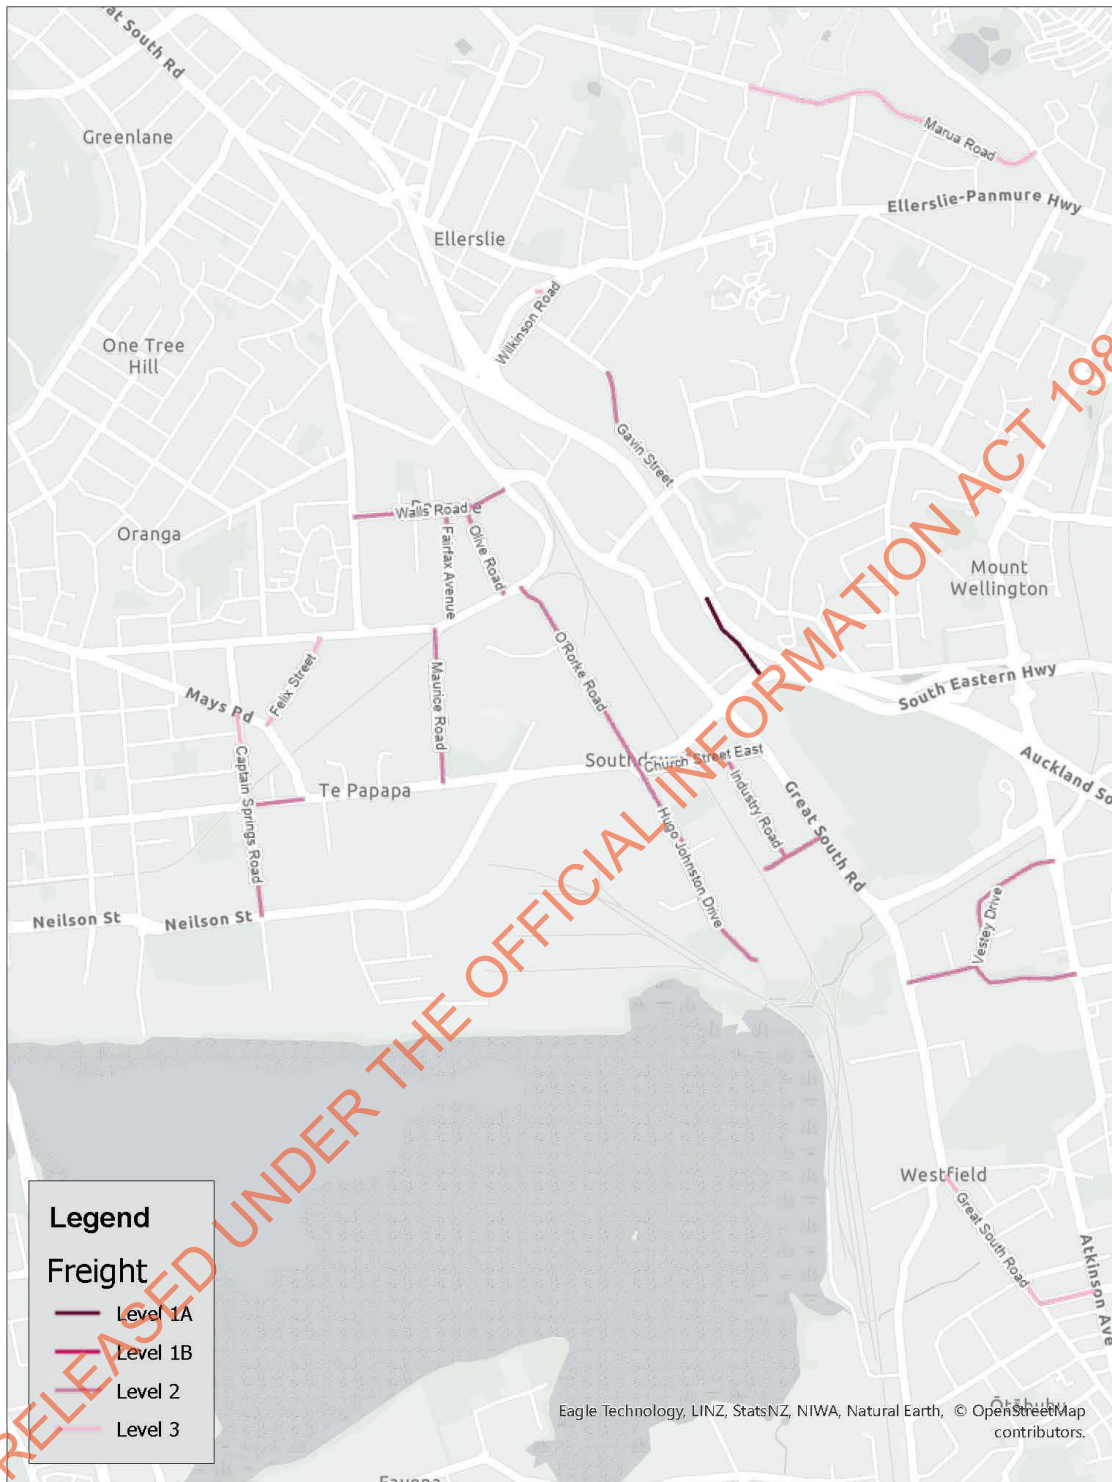 Great South Rd
Greenlane
Marua Road
Ellerslie-Panmure Hwy
Ellerslie
Wilkinson Road
One Tree
Hill
Gavin Street
Walls Road
Oranga
Fairfax Avenue
Olive Road
Mount
Wellington
O'Rorke Road
Felix Street
Maurice Road
Mays Rd
South Eastern Hwy
Church Street East
Auckland So
Captain Springs Road
Te Papapa
Industry Road
Great South Rd
Hugo Johnston Drive
Neilson St
Neilson St
Vestey Drive
Westfield
Great South Road
Atkinson Ave
Legend
Freight
Level 1A
Level 1B
Level 2
Level 3
Eagle Technology, LINZ, StatsNZ, NIWA, Natural Earth, © OpenStreetMap
contributors.
RELEASED UNDER THE OFFICIAL INFORMATION ACT 198